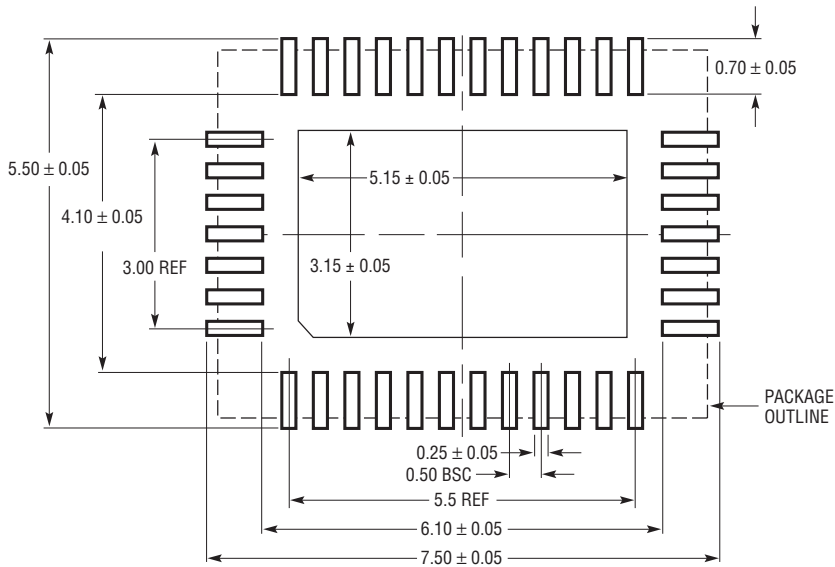 0.70 ± 0.05
5.50 ± 0.05
5.15 ± 0.05
4.10 ± 0.05
3.00 REF
3.15 ± 0.05
PACKAGE
OUTLINE
0.25 ± 0.05
0.50 BSC
5.5 REF
6.10 ± 0.05
7.50 ± 0.05